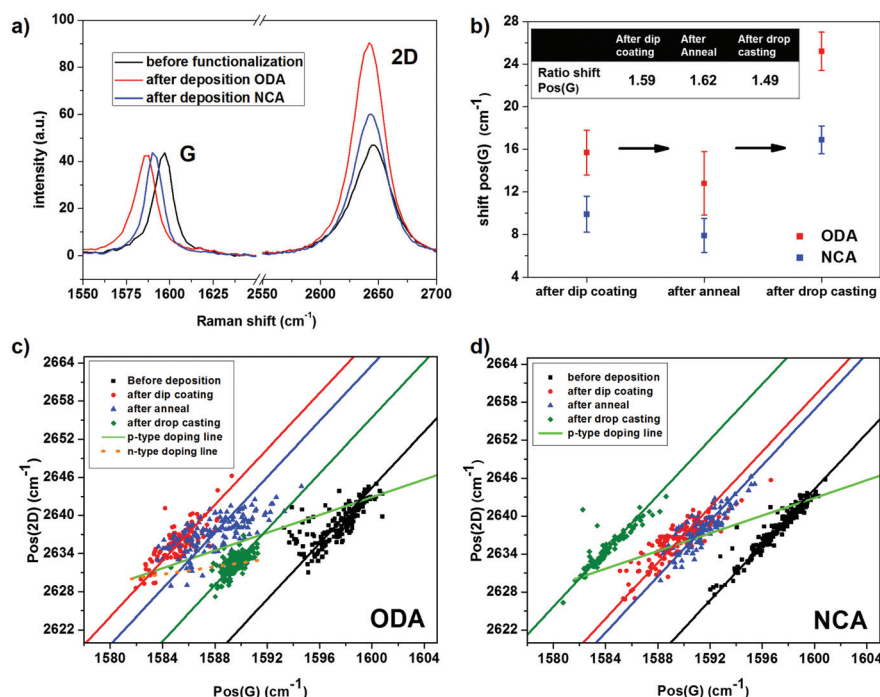 a)
100
80
60
40
20
0
intensity (a.u.)
before functionalization
after deposition ODA
after deposition NCA
G
2D
1550 1575 1600 1625 2550 2600 2650 2700
Raman shift (cm-1)
b)
28
24
20
16
12
8
4
shift pos(G) (cm-1)
After dip coating After Anneal After drop casting
Ratio shift Pos(G) 1.59 1.62 1.49
ODA
NCA
after dip coating after anneal after drop casting
c)
2664
2658
2652
2646
2640
2634
2628
2622
Pos(2D) (cm-1)
Before deposition
after dip coating
after anneal
after drop casting
p-type doping line
n-type doping line
ODA
1580 1584 1588 1592 1596 1600 1604
Pos(G) (cm-1)
d)
2664
2658
2652
2646
2640
2634
2628
2622
Pos(2D) (cm-1)
before deposition
after dip coating
after anneal
after drop casting
p-type doping line
NCA
1580 1584 1588 1592 1596 1600 1604
Pos(G) (cm-1)